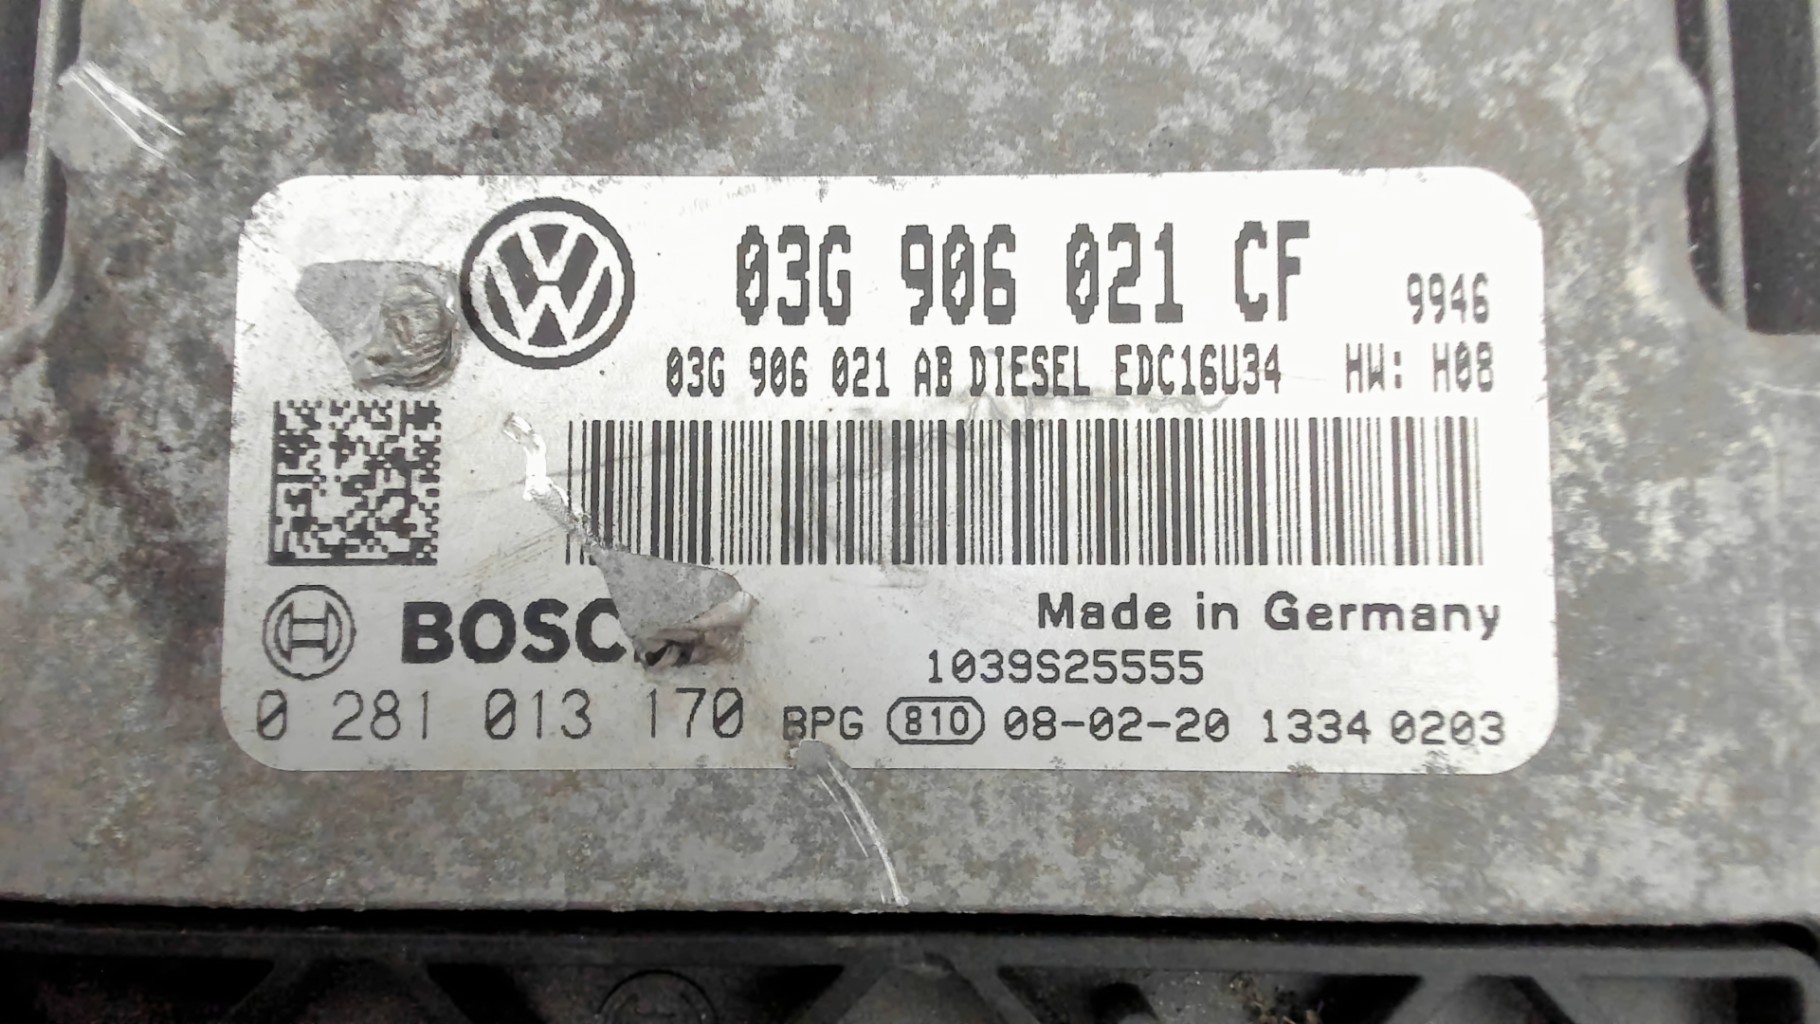 03G 906 021 CF 9946
03G 906 021 AB DIESEL EDC16U34 HW: H08
Made in Germany
1039S25555
0 281 013 170 BPG 810 08-02-20 1334 0203